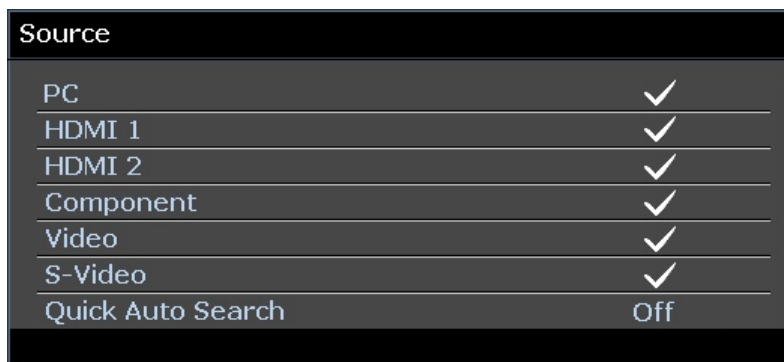 Source
PC ✓
HDMI 1 ✓
HDMI 2 ✓
Component ✓
Video ✓
S-Video ✓
Quick Auto Search Off